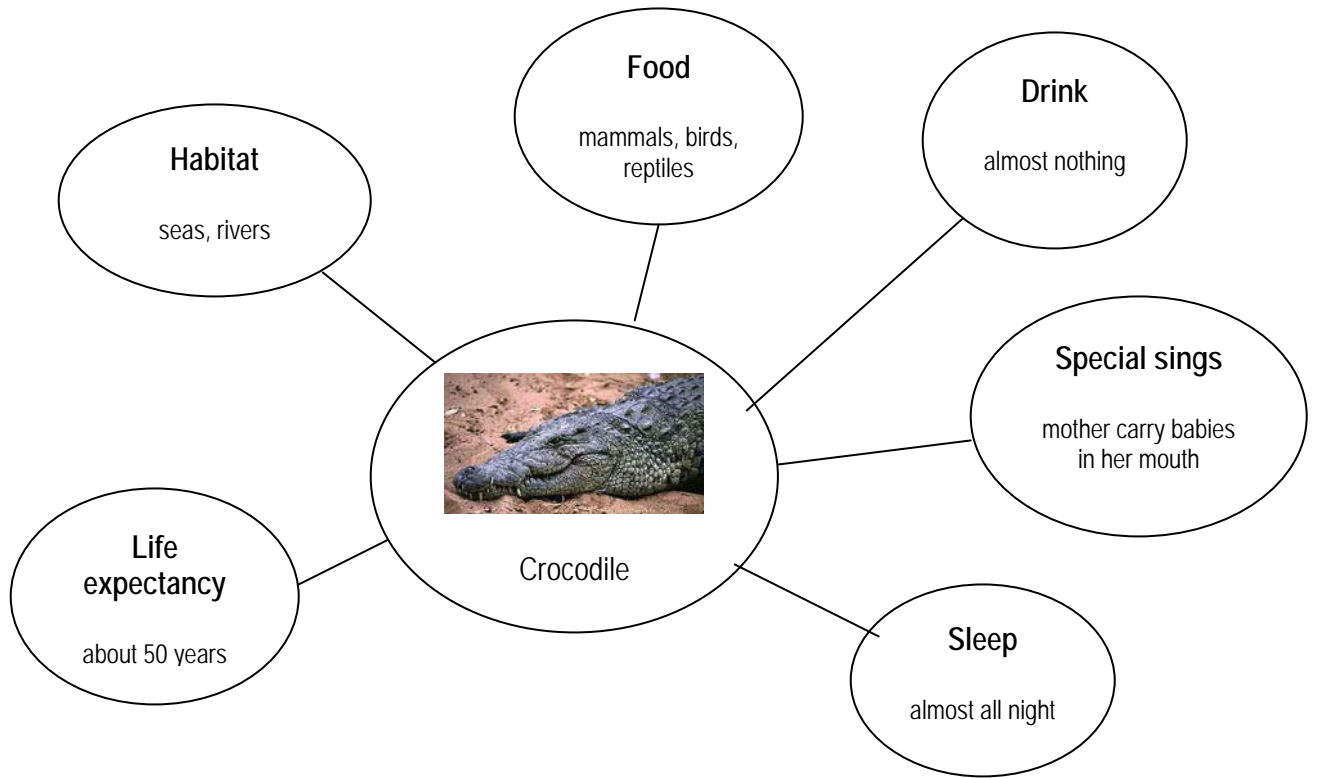 Food
mammals, birds,
reptiles
Drink
almost nothing
Habitat
seas, rivers
Special sings
mother carry babies
in her mouth
Crocodile
Life
expectancy
about 50 years
Sleep
almost all night